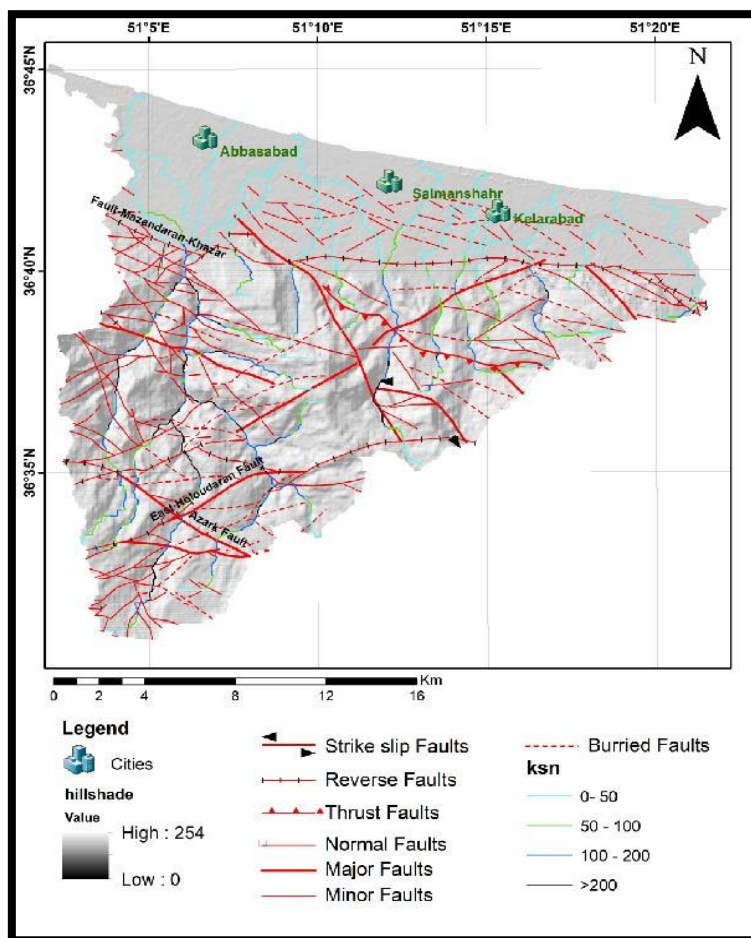 51°5'E
51°10'E
51°15'E
51°20'E
36°45'N
36°40'N
36°35'N
N
Abbasabad
Salmanshahr
Kelarabad
Fault-Mazandaran-Khazar
East-Holoudaran Fault
Azark Fault
0 2 4 8 12 16 Km
Legend
Cities
hillshade
Value
High : 254
Low : 0
Strike slip Faults
Reverse Faults
Thrust Faults
Normal Faults
Major Faults
Minor Faults
Burried Faults
ksn
0- 50
50 - 100
100 - 200
>200